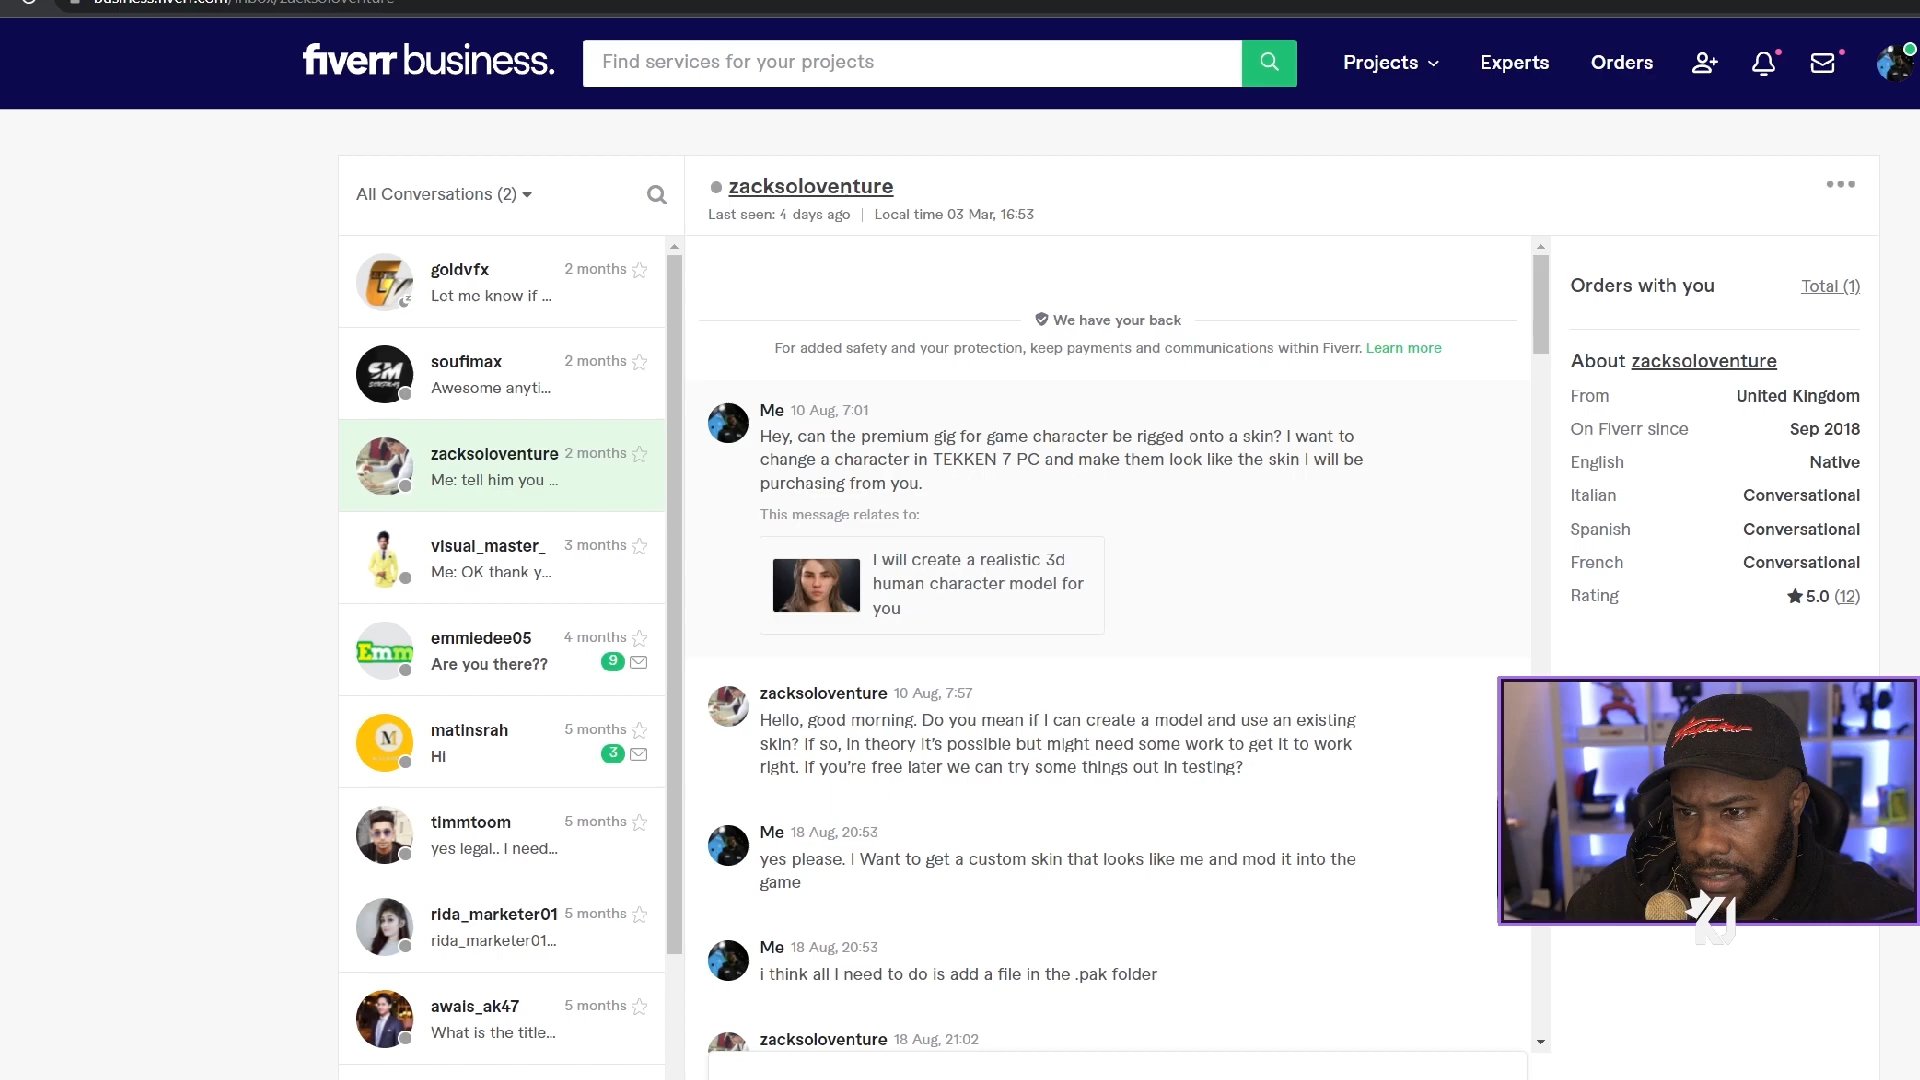 fiverr business.
Find services for your projects
Projects
Experts
Orders
All Conversations (2)
zacksoloventure
Last seen: 4 days ago | Local time 03 Mar, 16:53
goldvfx
2 months
Let me know if ...
soufimax
2 months
Awesome anyti...
zacksoloventure
2 months
Me: tell him you ...
visual_master_
3 months
Me: OK thank y...
emmiedee05
4 months
Are you there??
9
matinsrah
5 months
Hi
3
timmtoom
5 months
yes legal.. I need...
rida_marketer01
5 months
rida_marketer01...
awais_ak47
5 months
What is the title...
We have your back
For added safety and your protection, keep payments and communications within Fiverr. Learn more
Me 10 Aug, 7:01
Hey, can the premium gig for game character be rigged onto a skin? I want to
change a character in TEKKEN 7 PC and make them look like the skin I will be
purchasing from you.
This message relates to:
I will create a realistic 3d
human character model for
you
zacksoloventure 10 Aug, 7:57
Hello, good morning. Do you mean if I can create a model and use an existing
skin? If so, in theory it's possible but might need some work to get it to work
right. If you're free later we can try some things out in testing?
Me 18 Aug, 20:53
yes please. I Want to get a custom skin that looks like me and mod it into the
game
Me 18 Aug, 20:53
i think all I need to do is add a file in the .pak folder
zacksoloventure 18 Aug, 21:02
Orders with you
Total (1)
About zacksoloventure
From United Kingdom
On Fiverr since Sep 2018
English Native
Italian Conversational
Spanish Conversational
French Conversational
Rating 5.0 (12)